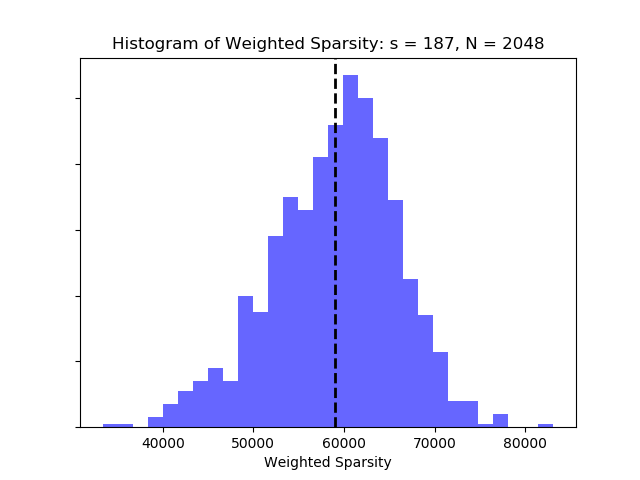 Histogram of Weighted Sparsity: s = 187, N = 2048
40000 50000 60000 70000 80000
Weighted Sparsity